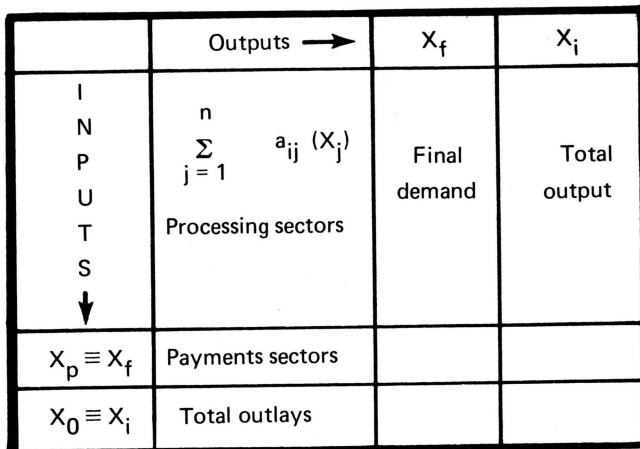 Outputs → X_f X_i
I
N
P
U
T
S
↓
n
Σ a_ij (X_j)
j = 1
Processing sectors
Final
demand
Total
output
X_p ≡ X_f Payments sectors
X_0 ≡ X_i Total outlays